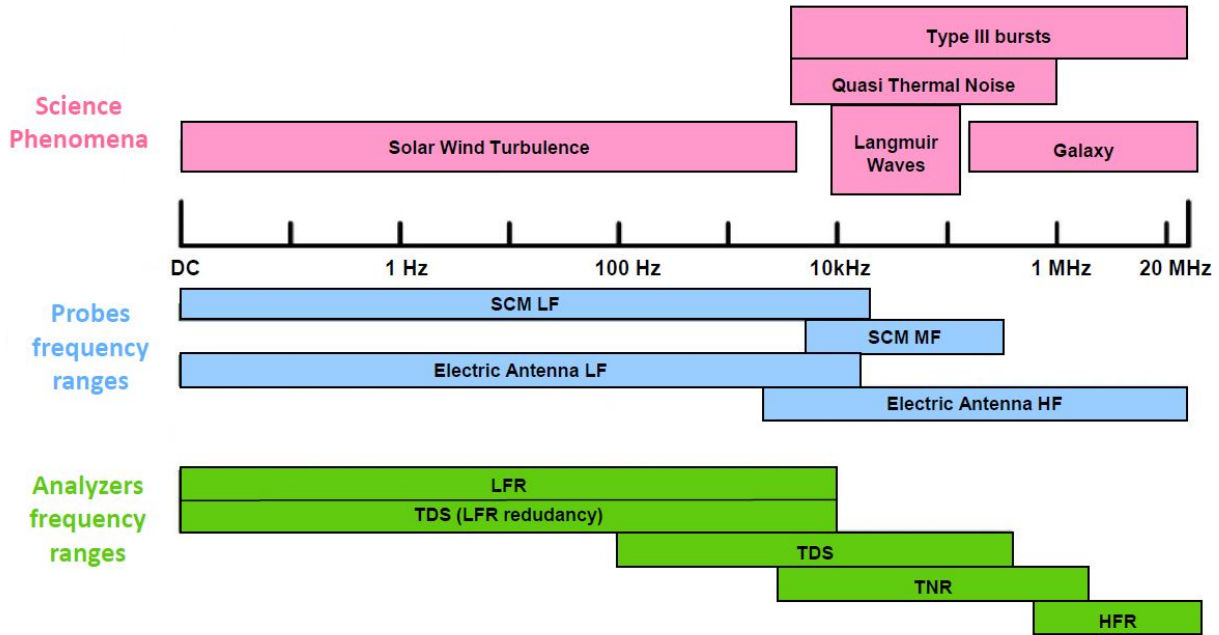 Type III bursts
Quasi Thermal Noise
Science
Phenomena
Solar Wind Turbulence
Langmuir
Waves
Galaxy
DC
1 Hz
100 Hz
10kHz
1 MHz
20 MHz
Probes
frequency
ranges
SCM LF
SCM MF
Electric Antenna LF
Electric Antenna HF
Analyzers
frequency
ranges
LFR
TDS (LFR redudancy)
TDS
TNR
HFR